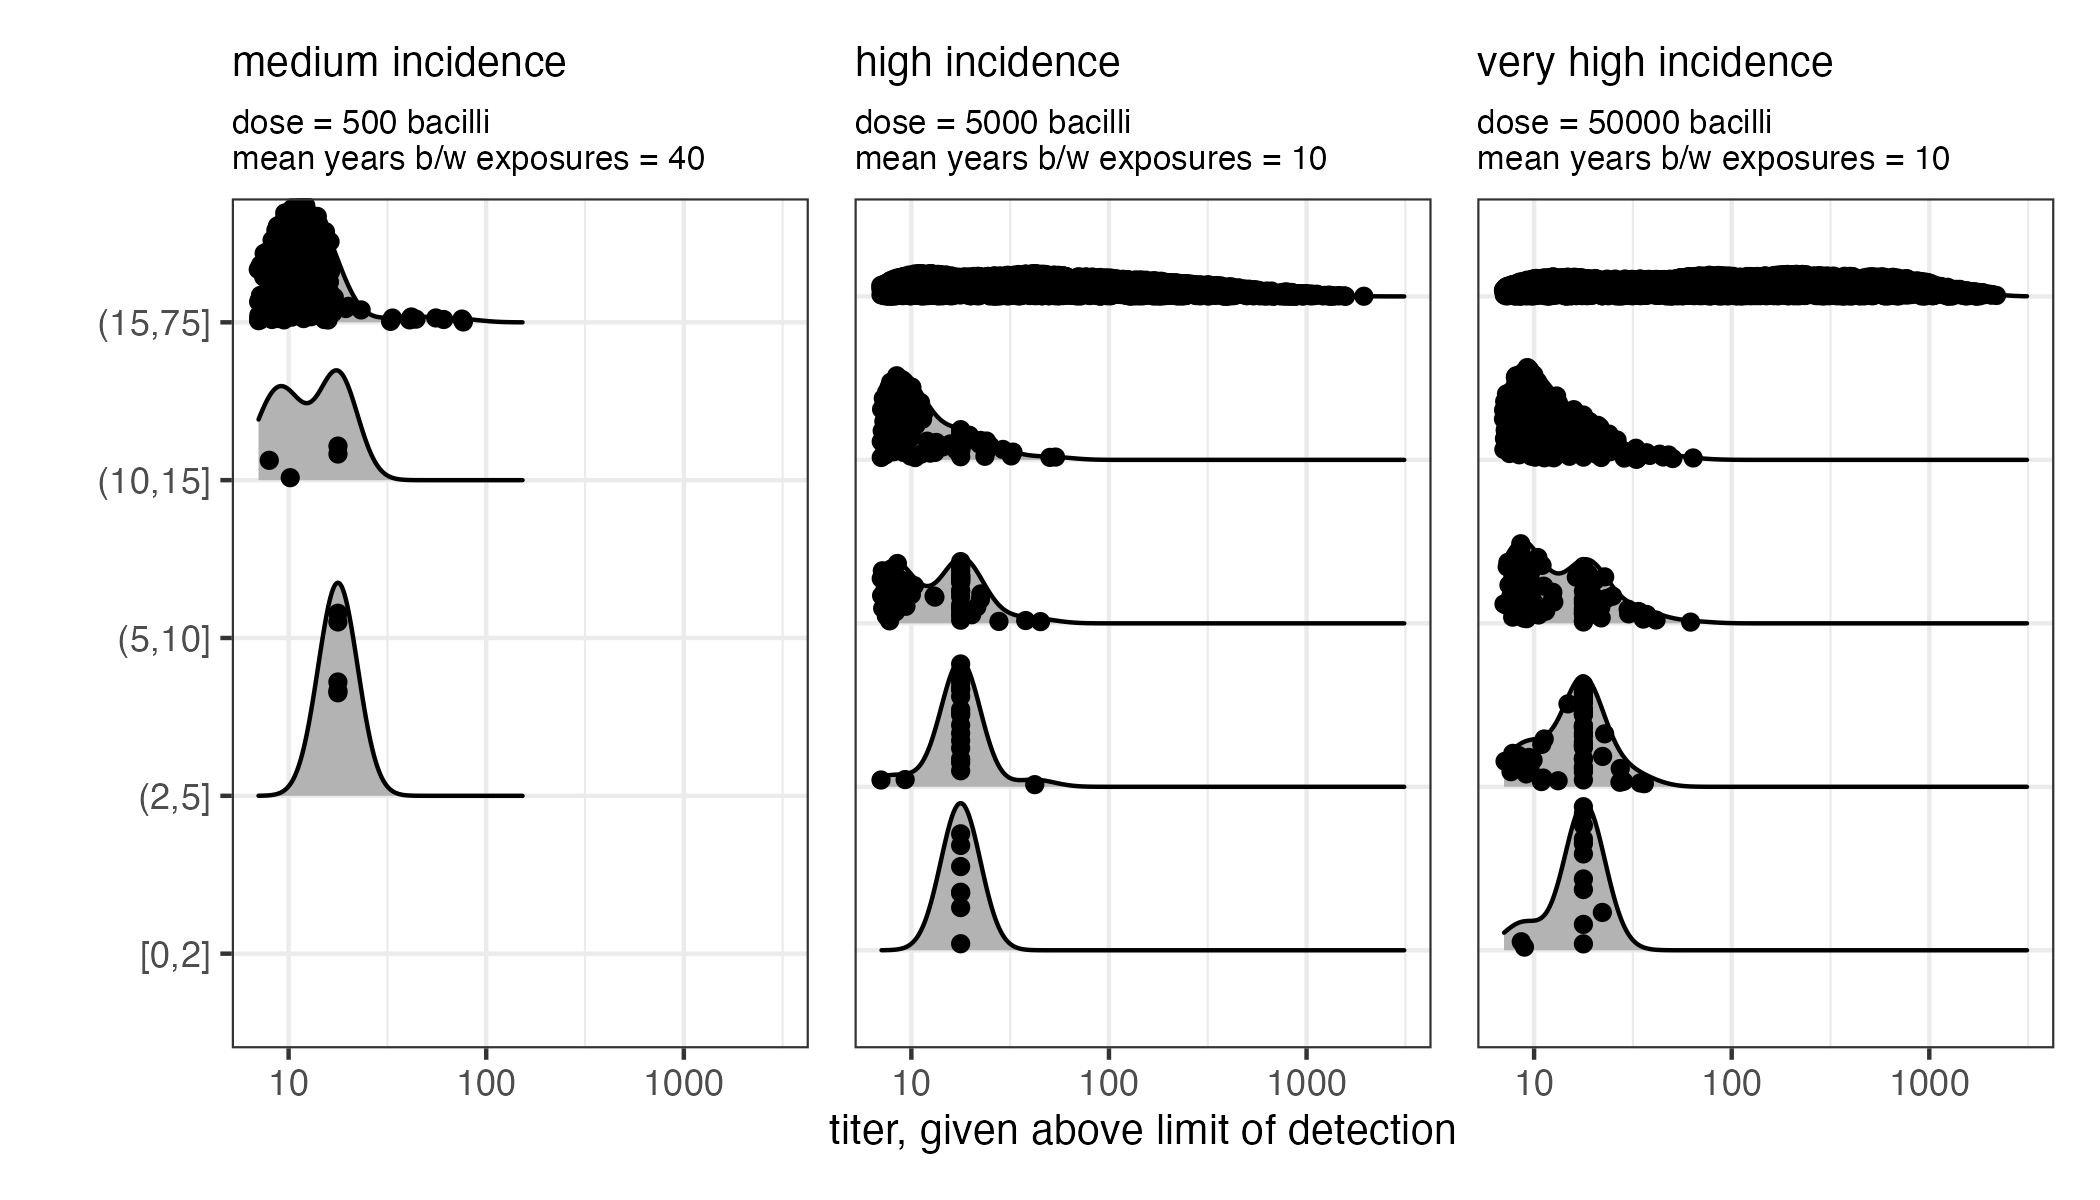 medium incidence
dose = 500 bacilli
mean years b/w exposures = 40
high incidence
dose = 5000 bacilli
mean years b/w exposures = 10
very high incidence
dose = 50000 bacilli
mean years b/w exposures = 10
(15,75]
(10,15]
(5,10]
(2,5]
[0,2]
10 100 1000
10 100 1000
10 100 1000
titer, given above limit of detection